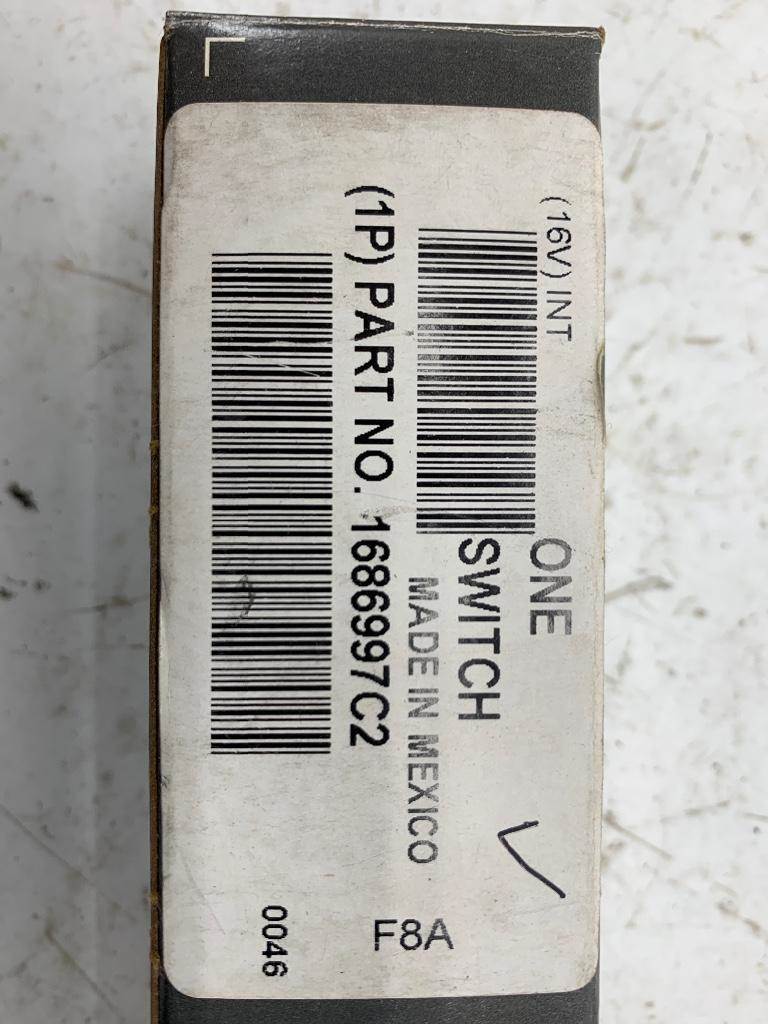 (16V) INT
ONE
SWITCH
MADE IN MEXICO
(1P) PART NO. 1686997C2
F8A
0046